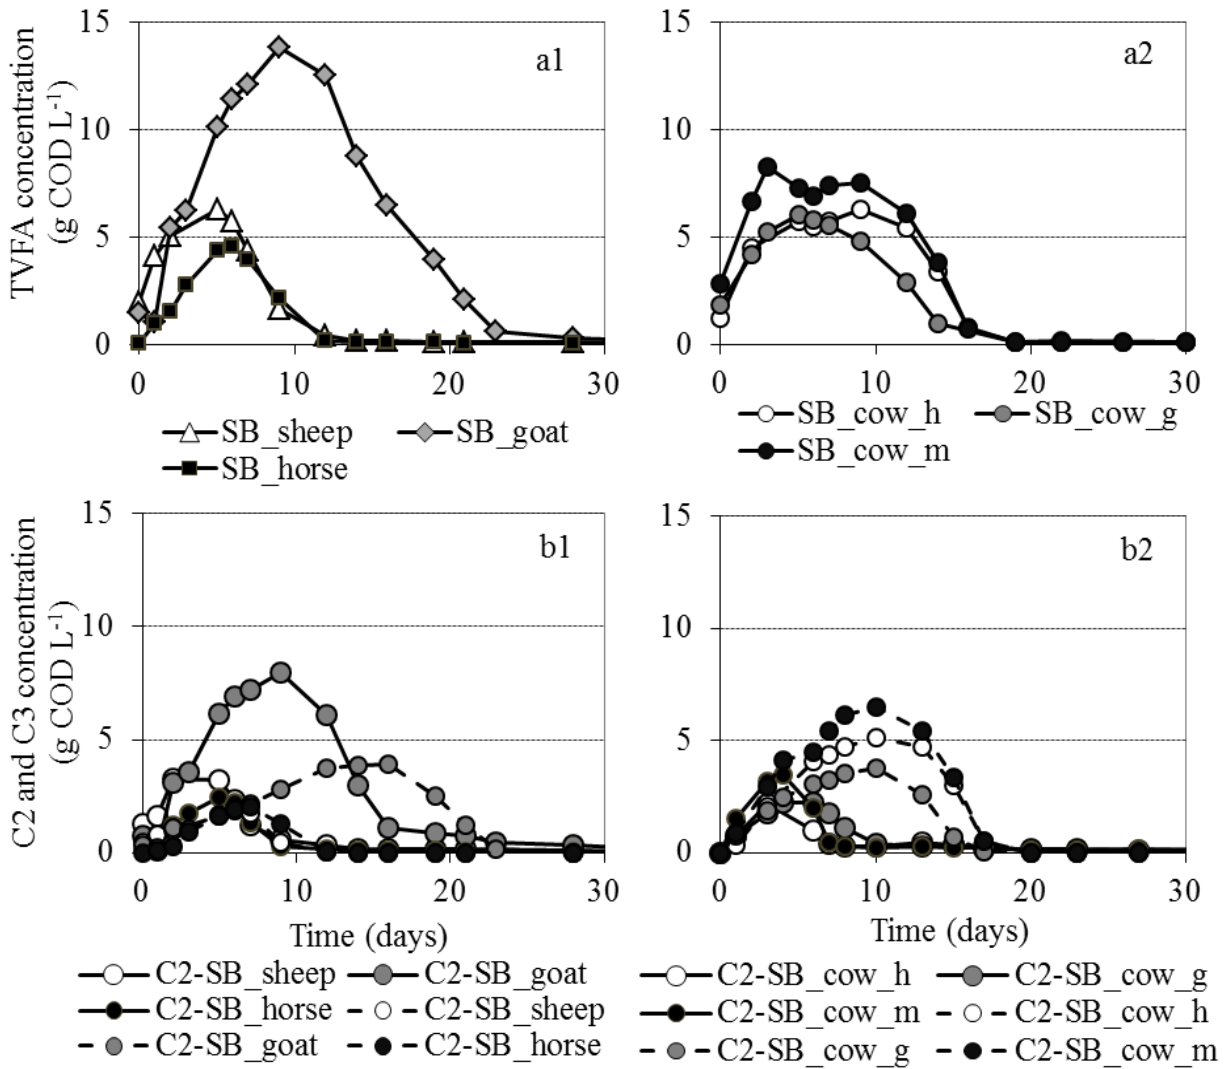 TVFA concentration
(g COD L-1)
15
10
5
0
a1
0 10 20 30
SB_sheep SB_goat
SB_horse
15
10
5
0
a2
0 10 20 30
SB_cow_h SB_cow_g
SB_cow_m
C2 and C3 concentration
(g COD L-1)
15
10
5
0
b1
0 10 20 30
Time (days)
C2-SB_sheep C2-SB_goat
C2-SB_horse C2-SB_sheep
C2-SB_goat C2-SB_horse
15
10
5
0
b2
0 10 20 30
Time (days)
C2-SB_cow_h C2-SB_cow_g
C2-SB_cow_m C2-SB_cow_h
C2-SB_cow_g C2-SB_cow_m